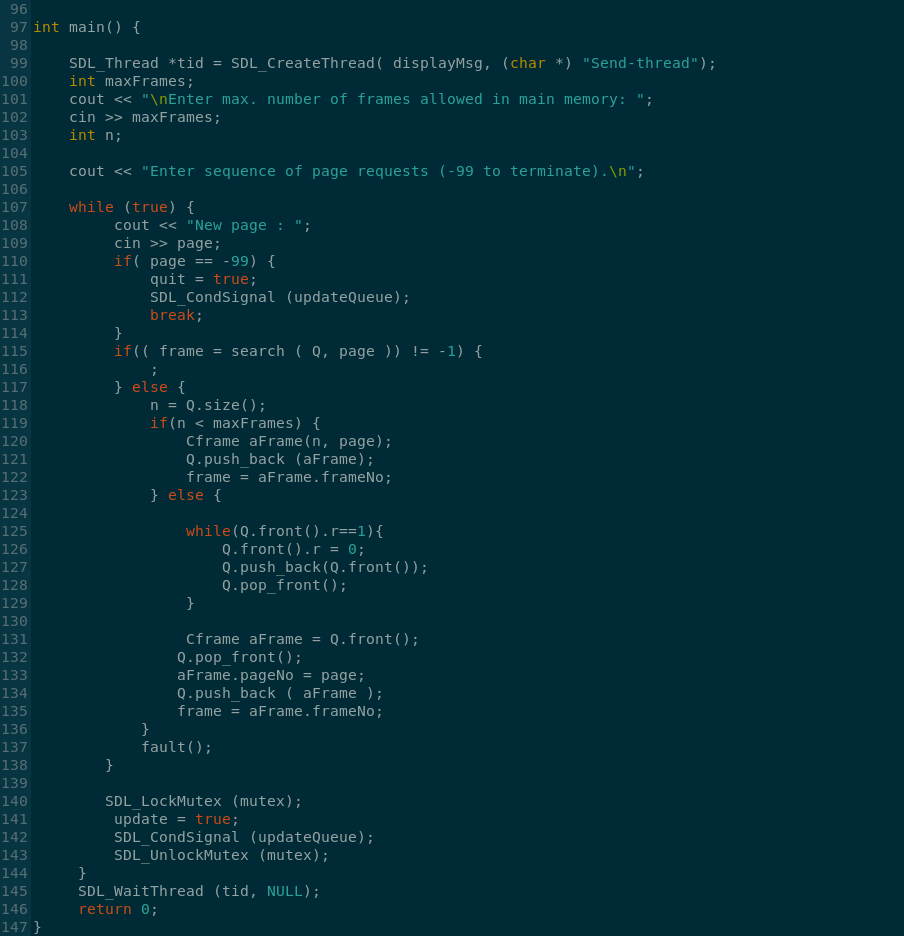 96
97 int main() {
98
99     SDL_Thread *tid = SDL_CreateThread( displayMsg, (char *) "Send-thread");
100     int maxFrames;
101     cout << "\nEnter max. number of frames allowed in main memory: ";
102     cin >> maxFrames;
103     int n;
104
105     cout << "Enter sequence of page requests (-99 to terminate).\n";
106
107     while (true) {
108          cout << "New page : ";
109          cin >> page;
110          if( page == -99) {
111              quit = true;
112              SDL_CondSignal (updateQueue);
113              break;
114          }
115          if(( frame = search ( Q, page )) != -1) {
116              ;
117          } else {
118              n = Q.size();
119              if(n < maxFrames) {
120                  Cframe aFrame(n, page);
121                  Q.push_back (aFrame);
122                  frame = aFrame.frameNo;
123              } else {
124
125                  while(Q.front().r==1){
126                      Q.front().r = 0;
127                      Q.push_back(Q.front());
128                      Q.pop_front();
129                  }
130
131                  Cframe aFrame = Q.front();
132                 Q.pop_front();
133                 aFrame.pageNo = page;
134                 Q.push_back ( aFrame );
135                 frame = aFrame.frameNo;
136             }
137             fault();
138         }
139
140         SDL_LockMutex (mutex);
141          update = true;
142          SDL_CondSignal (updateQueue);
143          SDL_UnlockMutex (mutex);
144      }
145      SDL_WaitThread (tid, NULL);
146      return 0;
147 }